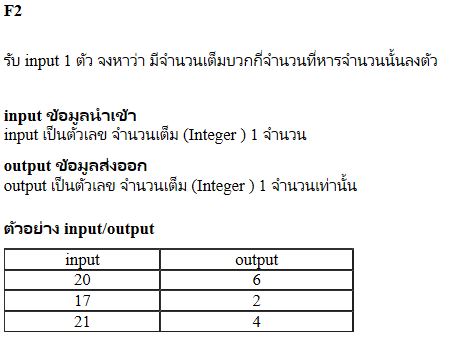 F2
รับ input 1 ตัว จงหาว่า มีจำนวนเต็มบวกกี่จำนวนที่หารจำนวนนั้นลงตัว
input ข้อมูลนำเข้า
input เป็นตัวเลข จำนวนเต็ม (Integer ) 1 จำนวน
output ข้อมูลส่งออก
output เป็นตัวเลข จำนวนเต็ม (Integer ) 1 จำนวนเท่านั้น
ตัวอย่าง input/output
input output
20 6
17 2
21 4